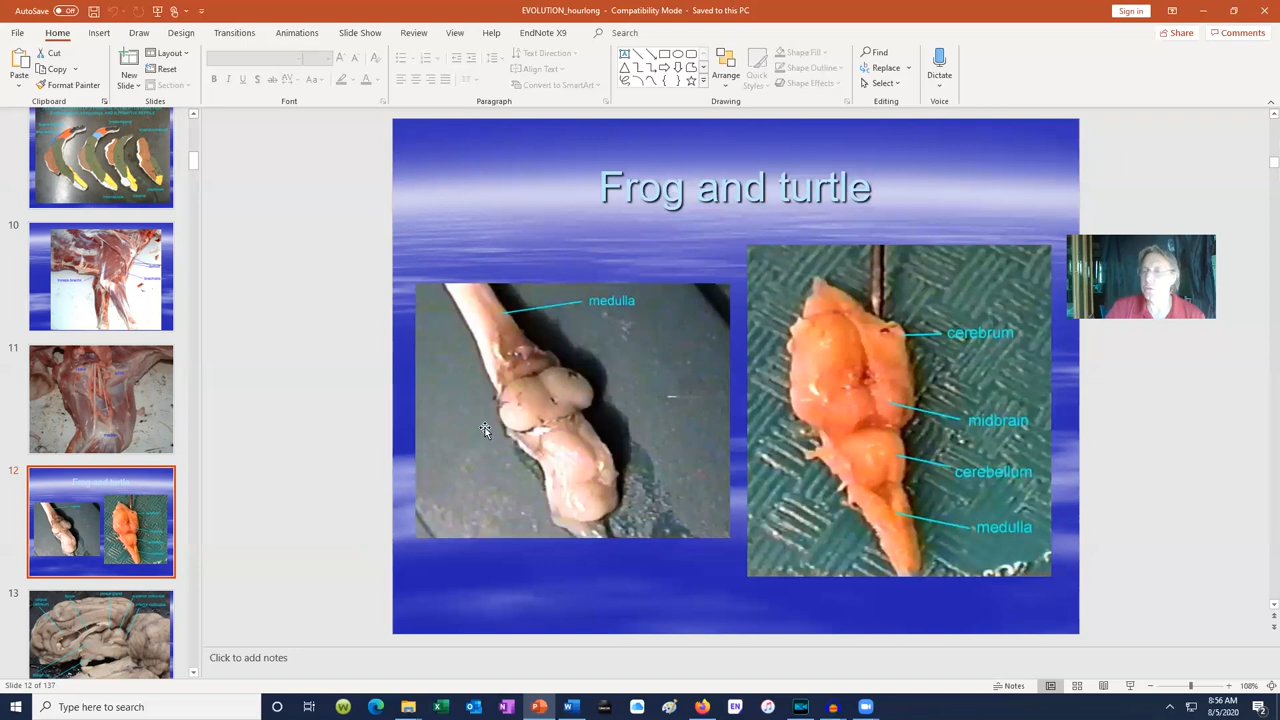 AutoSave Off
EVOLUTION_hourlong - Compatibility Mode - Saved to this PC
Sign in
File Home Insert Draw Design Transitions Animations Slide Show Review View Help EndNote X9 Search
Share Comments
Paste
Cut
Copy
Format Painter
Clipboard
New Slide
Layout
Reset
Section
Slides
B I U S
Font
Text Direction
Align Text
Convert to SmartArt
Paragraph
Arrange
Quick Styles
Shape Fill
Shape Outline
Shape Effects
Drawing
Find
Replace
Select
Editing
Dictate
Voice
10
11
12
13
Frog and turtle
medulla
cerebrum
midbrain
cerebellum
medulla
Click to add notes
Slide 12 of 137
Notes
108%
Type here to search
8:56 AM
8/5/2020